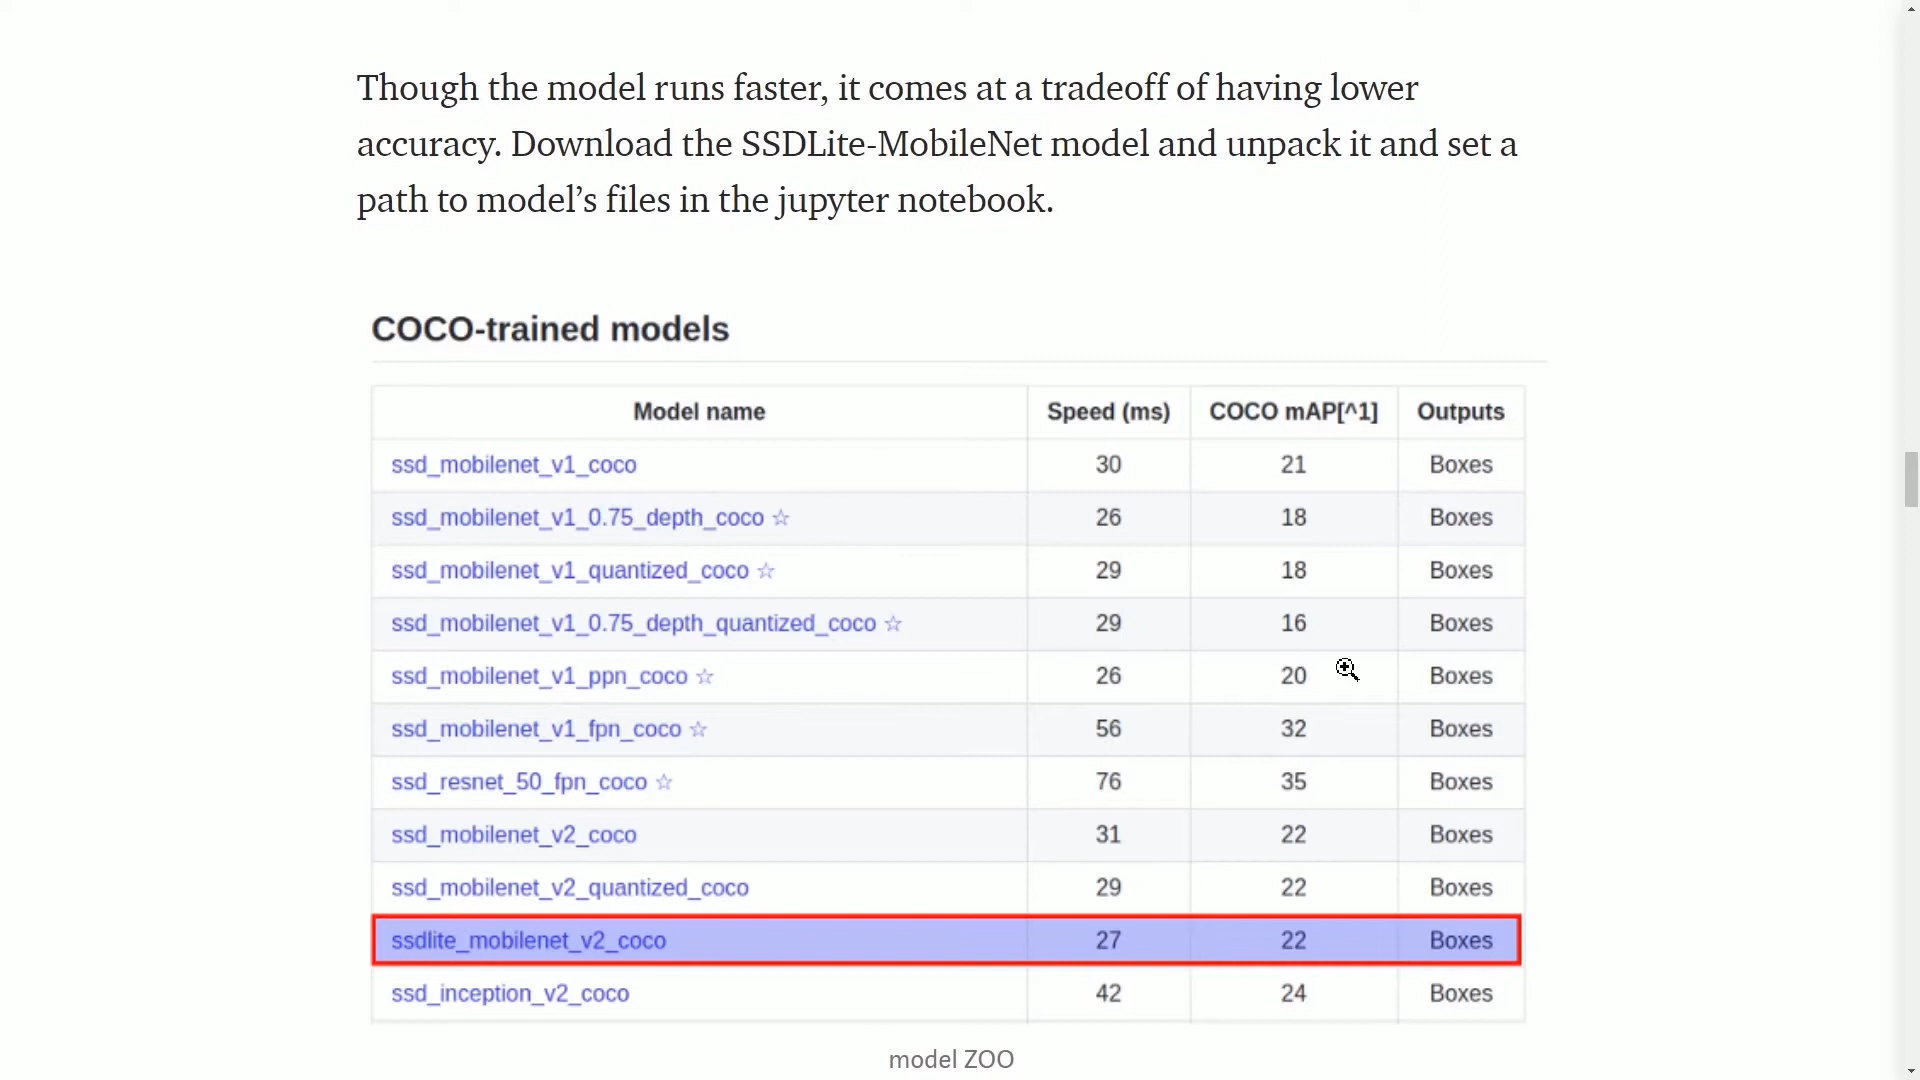 Though the model runs faster, it comes at a tradeoff of having lower
accuracy. Download the SSDLite-MobileNet model and unpack it and set a
path to model’s files in the jupyter notebook.
COCO-trained models
Model name Speed (ms) COCO mAP[^1] Outputs
ssd_mobilenet_v1_coco 30 21 Boxes
ssd_mobilenet_v1_0.75_depth_coco ☆ 26 18 Boxes
ssd_mobilenet_v1_quantized_coco ☆ 29 18 Boxes
ssd_mobilenet_v1_0.75_depth_quantized_coco ☆ 29 16 Boxes
ssd_mobilenet_v1_ppn_coco ☆ 26 20 Boxes
ssd_mobilenet_v1_fpn_coco ☆ 56 32 Boxes
ssd_resnet_50_fpn_coco ☆ 76 35 Boxes
ssd_mobilenet_v2_coco 31 22 Boxes
ssd_mobilenet_v2_quantized_coco 29 22 Boxes
ssdlite_mobilenet_v2_coco 27 22 Boxes
ssd_inception_v2_coco 42 24 Boxes
model ZOO